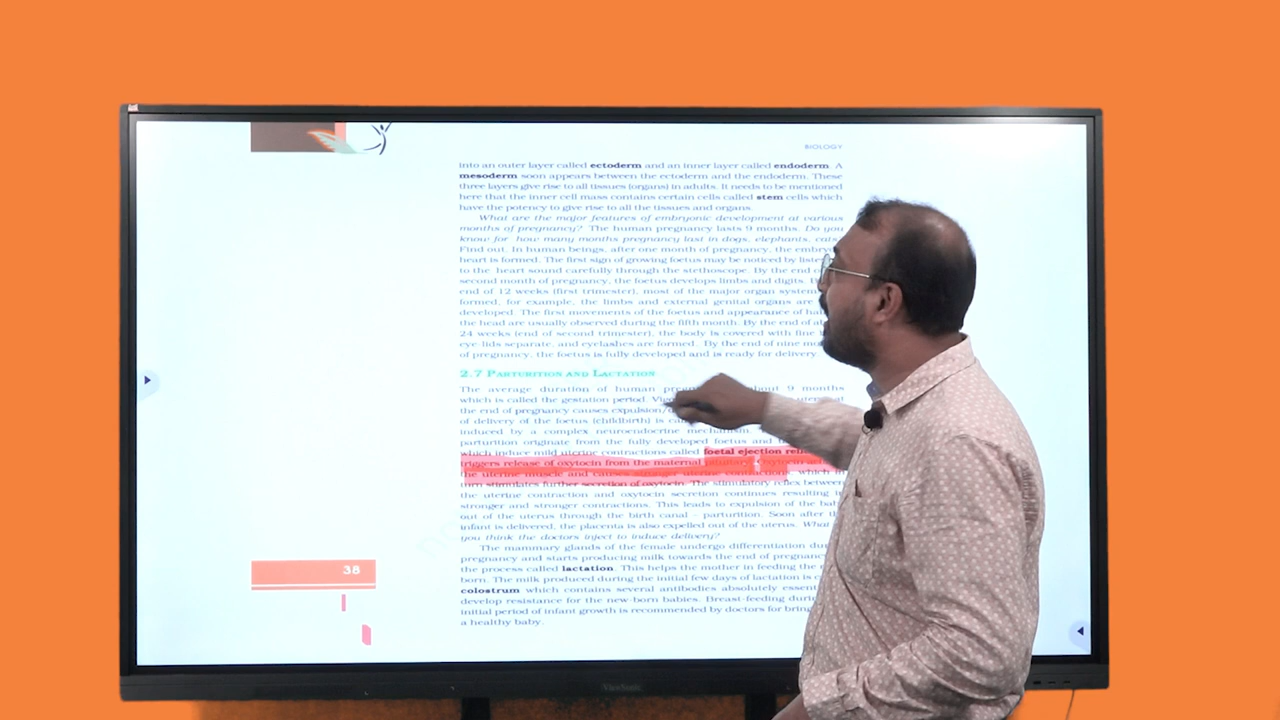 BIOLOGY
into an outer layer called ectoderm and an inner layer called endoderm. A
mesoderm soon appears between the ectoderm and the endoderm. These
three layers give rise to all tissues (organs) in adults. It needs to be mentioned
here that the inner cell mass contains certain cells called stem cells which
have the potency to give rise to all the tissues and organs.
What are the major features of embryonic development at various
months of pregnancy? The human pregnancy lasts 9 months. Do you
know for how many months pregnancy last in dogs, elephants, cats
Find out. In human beings, after one month of pregnancy, the
heart is formed. The first sign of growing foetus may be noticed by
to the heart sound carefully through the stethoscope. By the end
second month of pregnancy, the foetus develops limbs and digits.
end of 12 weeks (first trimester), most of the major organ
formed, for example, the limbs and external genital organs are
developed. The first movements of the foetus and appearance of
the head are usually observed during the fifth month. By the end of
24 weeks (end of second trimester), the body is covered with fine
eye-lids separate, and eyelashes are formed. By the end of nine
of pregnancy, the foetus is fully developed and is ready for delivery.
2.7 PARTURITION AND LACTATION
The average duration of human about 9 months
which is called the gestation period.
the end of pregnancy causes
of delivery of the foetus (childbirth) is
induced by a complex neuroendocrine mechanism.
parturition originate from the fully developed foetus and
which induce mild uterine contractions called foetal ejection
triggers release of oxytocin from the maternal pituitary.
the uterine muscle and causes stronger uterine contractions, which in
turn stimulates further secretion of oxytocin. The stimulatory reflex between
the uterine contraction and oxytocin secretion continues resulting
stronger and stronger contractions. This leads to expulsion of the
out of the uterus through the birth canal – parturition. Soon after
infant is delivered, the placenta is also expelled out of the uterus. What
you think the doctors inject to induce delivery?
The mammary glands of the female undergo differentiation
pregnancy and starts producing milk towards the end of pregnancy
the process called lactation. This helps the mother in feeding the
born. The milk produced during the initial few days of lactation is
colostrum which contains several antibodies absolutely
develop resistance for the new-born babies. Breast-feeding
initial period of infant growth is recommended by doctors for
a healthy baby.
38
ViewSonic